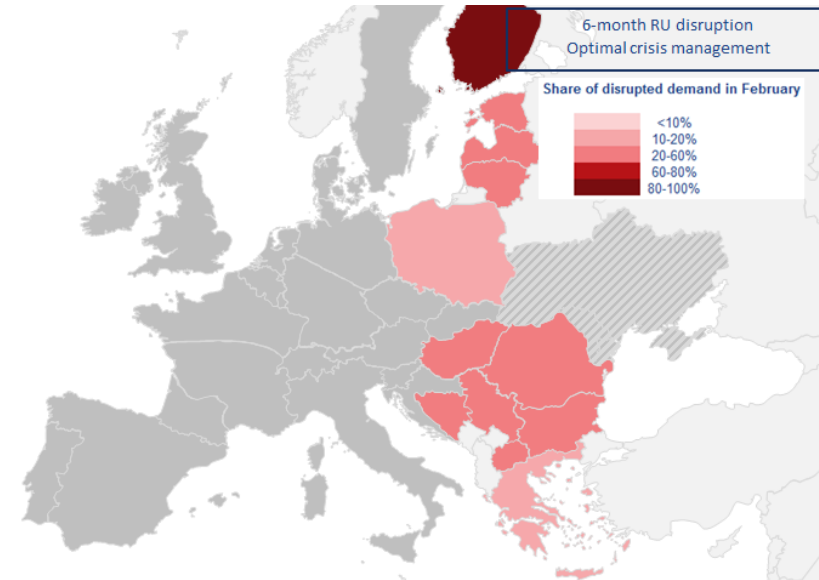 6-month RU disruption
Optimal crisis management
Share of disrupted demand in February
<10%
10-20%
20-60%
60-80%
80-100%